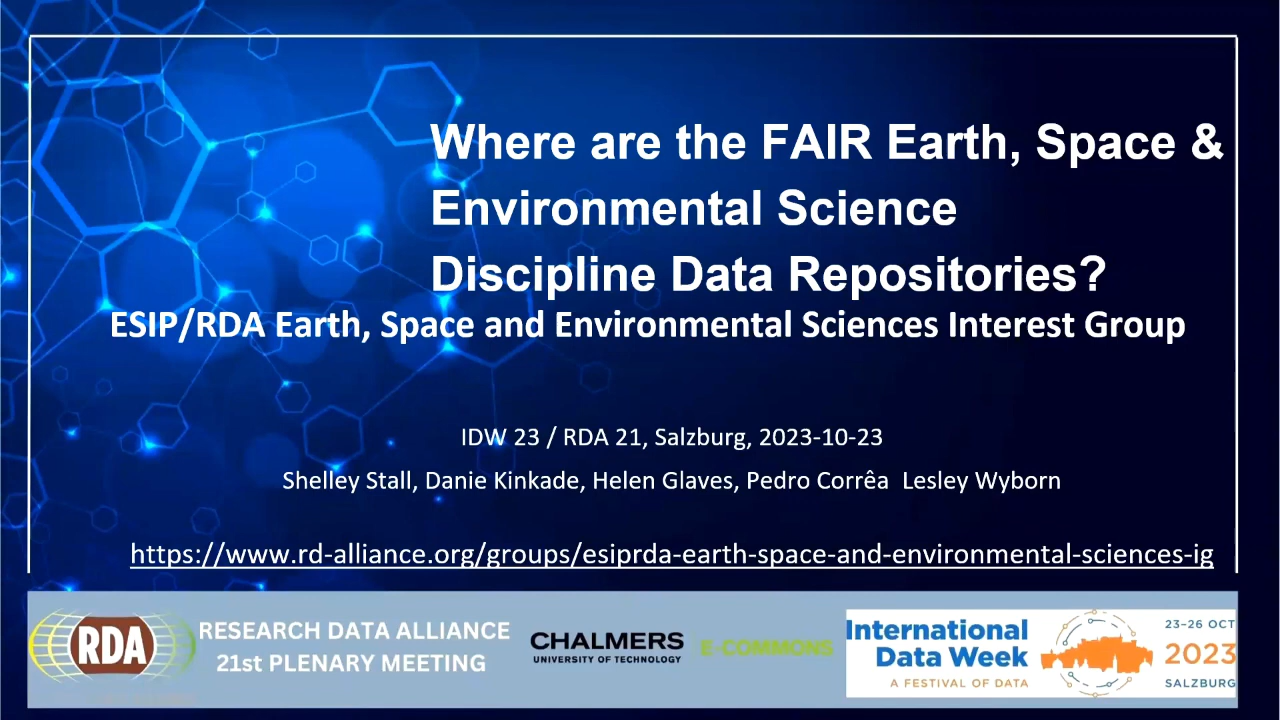 Where are the FAIR Earth, Space &
Environmental Science
Discipline Data Repositories?
ESIP/RDA Earth, Space and Environmental Sciences Interest Group
IDW 23 / RDA 21, Salzburg, 2023-10-23
Shelley Stall, Danie Kinkade, Helen Glaves, Pedro Corrêa  Lesley Wyborn
https://www.rd-alliance.org/groups/esiprda-earth-space-and-environmental-sciences-ig
RDA
RESEARCH DATA ALLIANCE
21st PLENARY MEETING
CHALMERS
UNIVERSITY OF TECHNOLOGY
E-COMMONS
International
Data Week
A FESTIVAL OF DATA
23-26 OCT
2023
SALZBURG